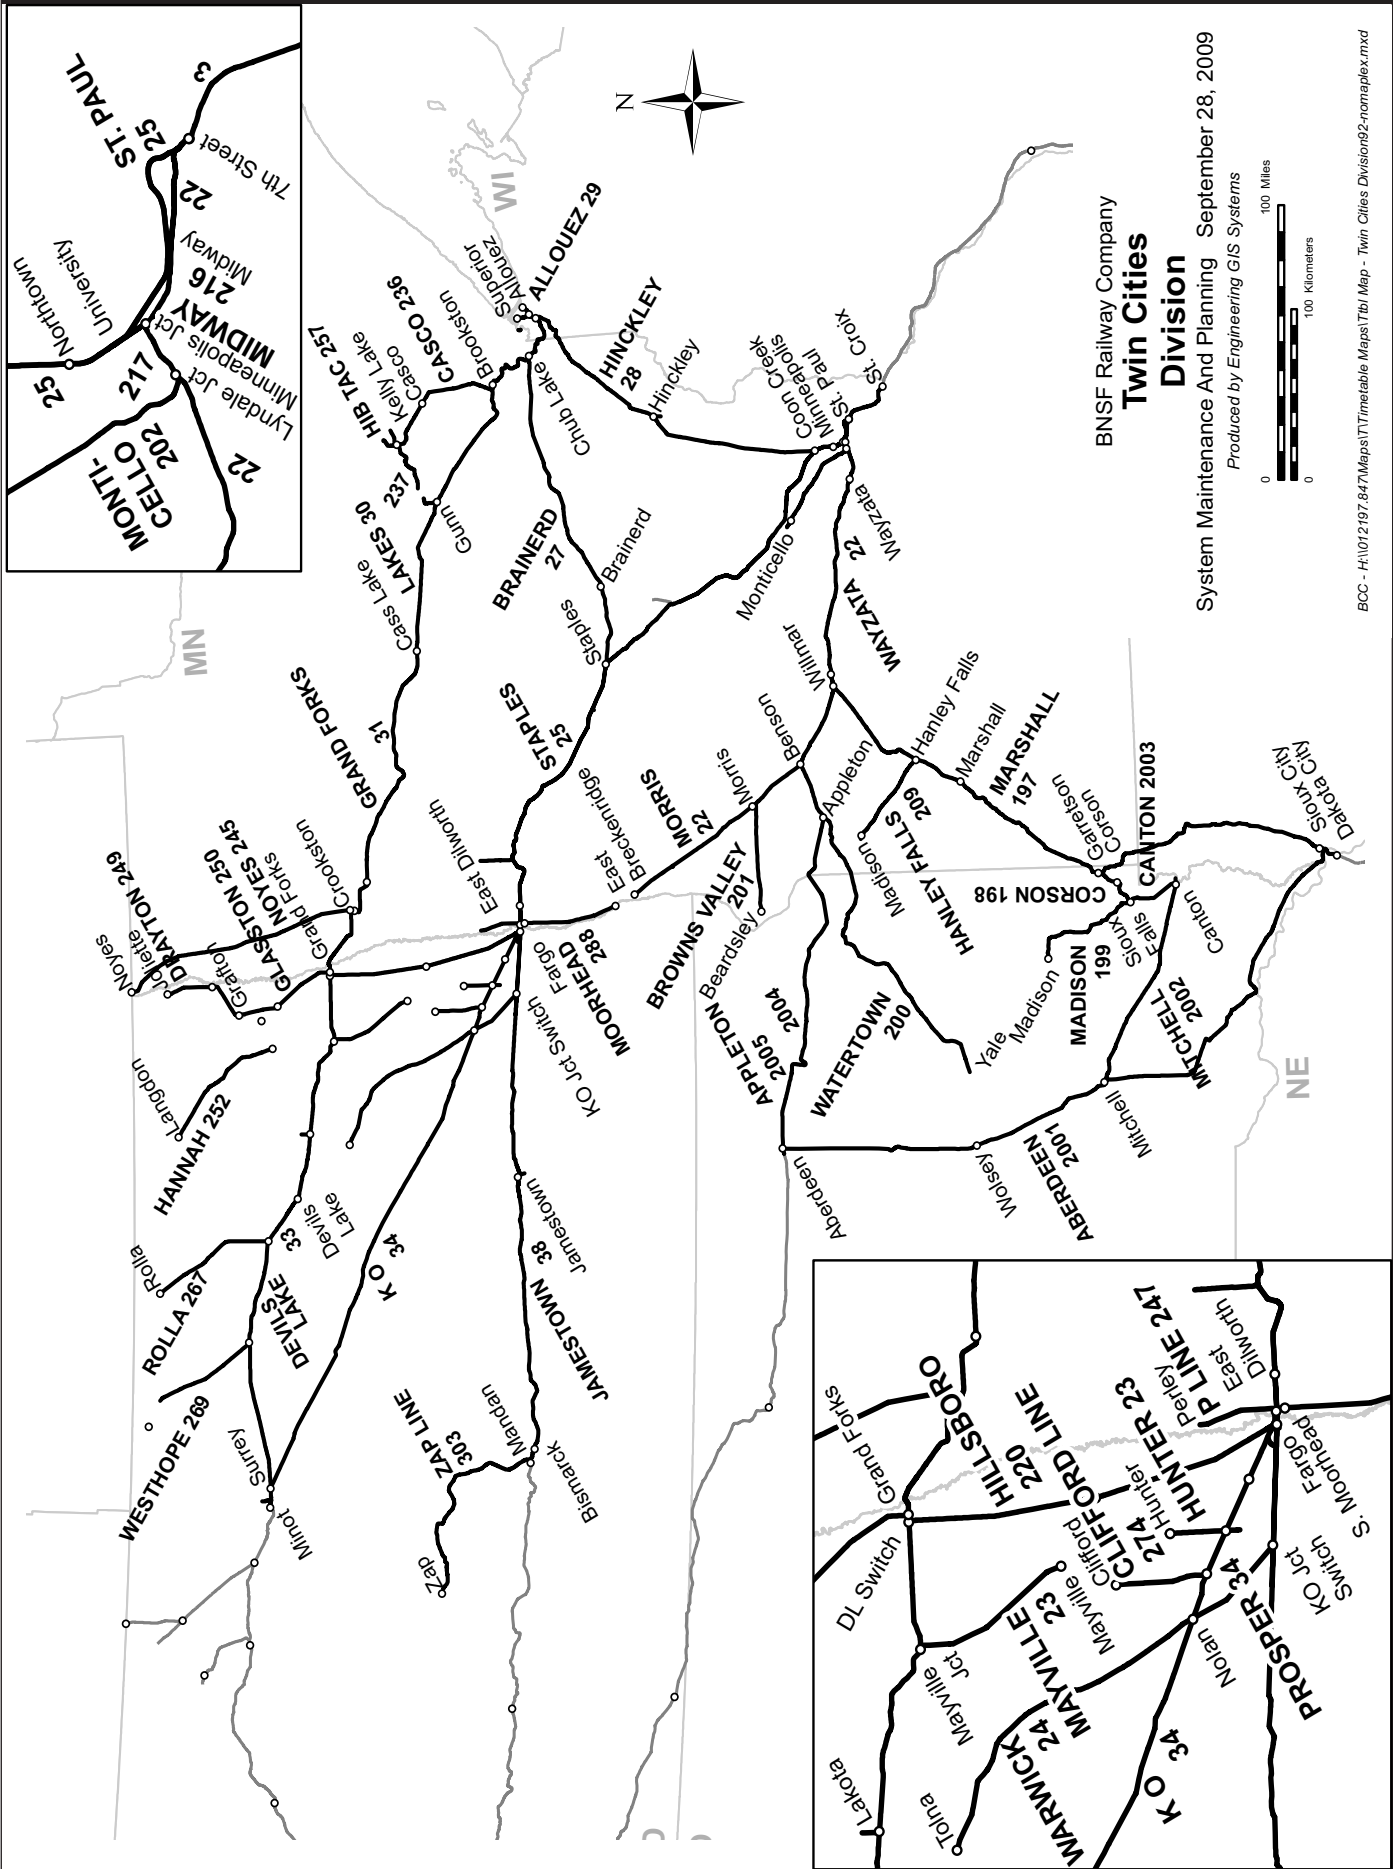 ST. PAUL
25
3
7th Street
22
Northtown
University
Midway
216
MIDWAY
Minneapolis Jct
Lyndale Jct
25
217
MONTI-
CELLO
202
22
MN
WI
N
Superior
Allouez
ALLOUEZ 29
CASCO 236
Brookston
HIB TAC 257
Kelly Lake
Casco
237
LAKES 30
Cass Lake
Gunn
Chub Lake
HINCKLEY
28
Hinckley
BRAINERD
27
Brainerd
Staples
Coon Creek
Minneapolis
St. Paul
St. Croix
Monticello
Wayzata
22
WAYZATA
Willmar
GRAND FORKS
31
STAPLES
25
East Dilworth
East
Breckenridge
MORRIS
22
Morris
Benson
Appleton
Hanley Falls
Marshall
MARSHALL
197
Madison
209
HANLEY FALLS
Garretson
Corson
CANTON 2003
CORSON 198
Sioux City
Dakota City
Canton
Sioux
Falls
MADISON
199
Madison
Yale
MITCHELL
2002
NE
Mitchell
BROWNS VALLEY
201
Beardsley
APPLETON
2005
2004
WATERTOWN
200
Aberdeen
Wolsey
ABERDEEN
2001
DRAYTON 249
Noyes
Joliette
GLASSTON 250
NOYES 245
Grafton
Grand Forks
Crookston
Fargo
MOORHEAD
288
KO Jct Switch
Langdon
HANNAH 252
Rolla
ROLLA 267
Devils
Lake
33
DEVILS
LAKE
K O
34
Jamestown
38
JAMESTOWN
WESTHOPE 269
Surrey
Minot
ZAP LINE
303
Zap
Mandan
Bismarck
BNSF Railway Company
Twin Cities
Division
System Maintenance And Planning September 28, 2009
Produced by Engineering GIS Systems
0
100 Miles
0
100 Kilometers
BCC - H:\\\012197.847\Maps\T\Timetable Maps\Ttbl Map - Twin Cities Division92-nomaplex.mxd
Grand Forks
HILLSBORO
220
CLIFFORD LINE
274
Clifford
Hunter
HUNTER 23
Perley
P LINE 247
East
Dilworth
Fargo
S. Moorhead
KO Jct
Switch
34
PROSPER
Nolan
DL Switch
Mayville
Jct
Mayville
23
MAYVILLE
Lakota
Tolna
24
WARWICK
K O
34